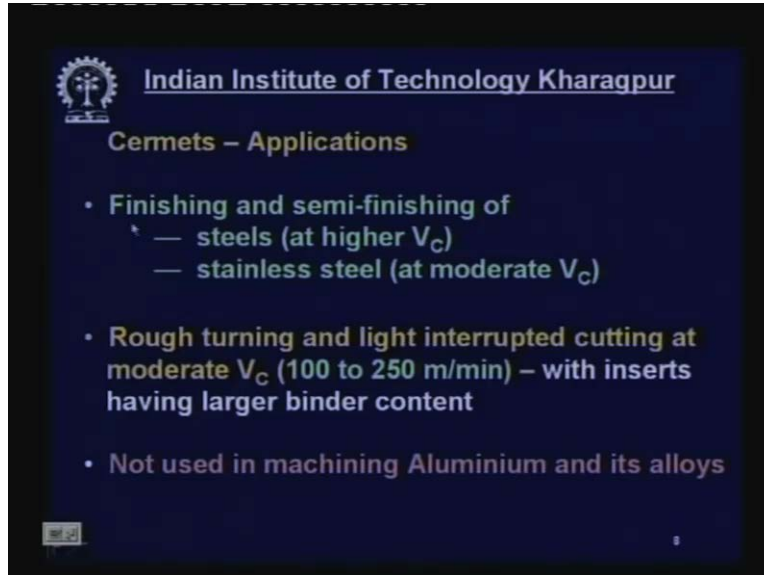 Indian Institute of Technology Kharagpur
Cermets – Applications
• Finishing and semi-finishing of
— steels (at higher VC)
— stainless steel (at moderate VC)
• Rough turning and light interrupted cutting at
moderate VC (100 to 250 m/min) – with inserts
having larger binder content
• Not used in machining Aluminium and its alloys